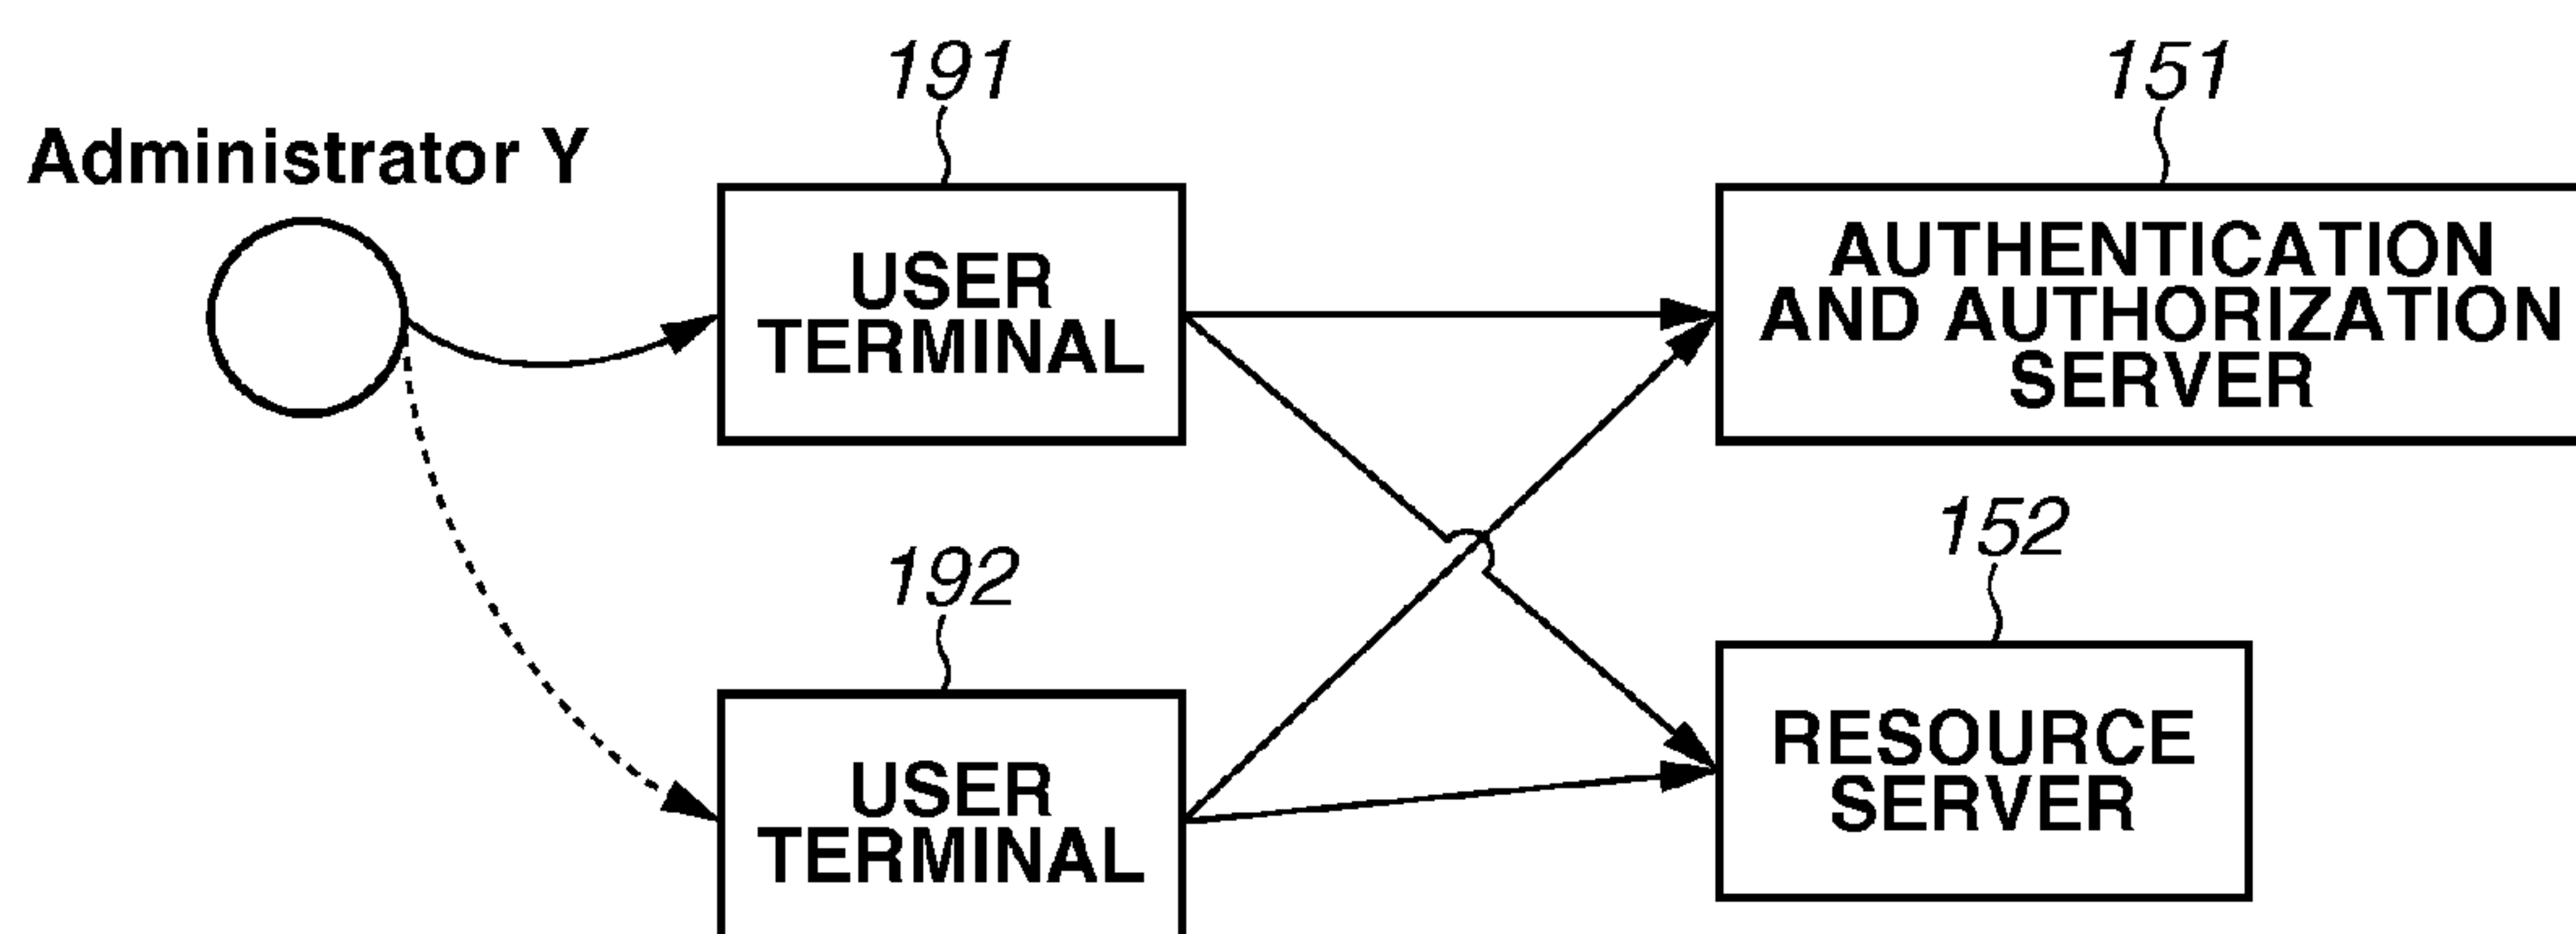 191
151
Administrator Y
USER
TERMINAL
AUTHENTICATION
AND AUTHORIZATION
SERVER
192
152
USER
TERMINAL
RESOURCE
SERVER